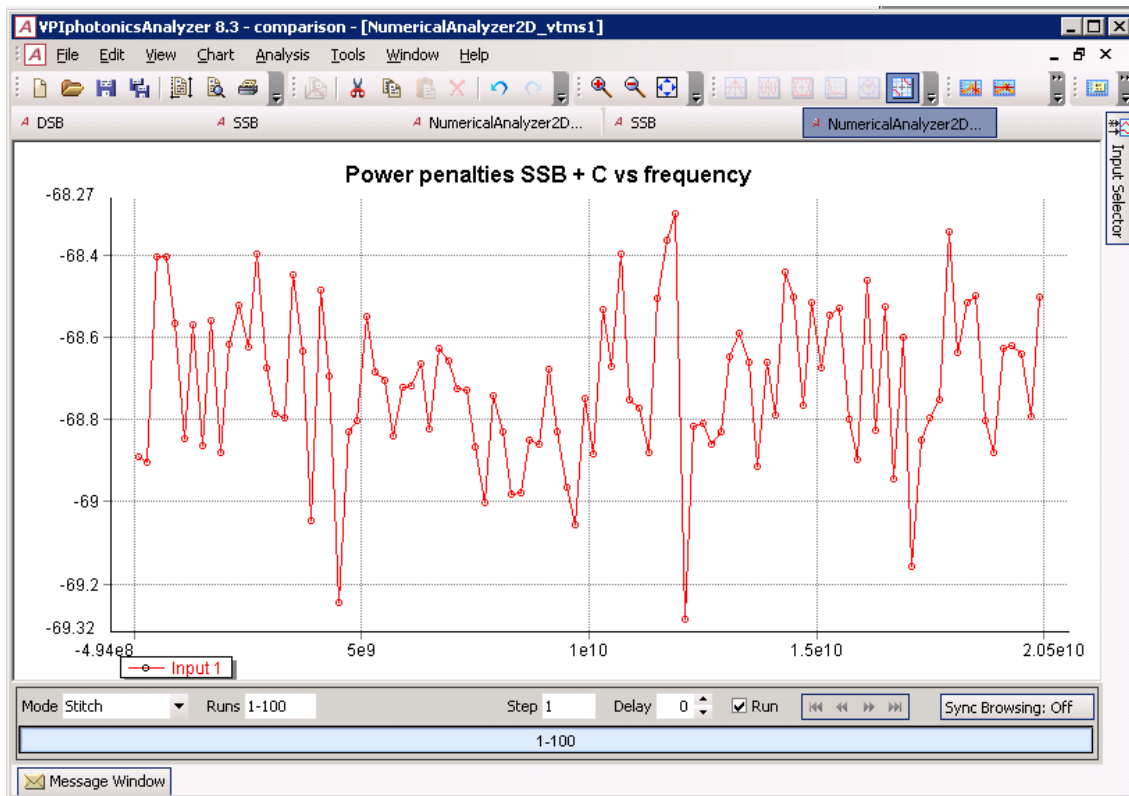 VPIphotonicsAnalyzer 8.3 - comparison - [NumericalAnalyzer2D_vtms1]
File Edit View Chart Analysis Tools Window Help
DSB SSB NumericalAnalyzer2D... SSB NumericalAnalyzer2D...
Input Selector
Power penalties SSB + C vs frequency
-68.27
-68.4
-68.6
-68.8
-69
-69.2
-69.32
-4.94e8 5e9 1e10 1.5e10 2.05e10
Input 1
Mode Stitch Runs 1-100 Step 1 Delay 0 Run Sync Browsing: Off
1-100
Message Window